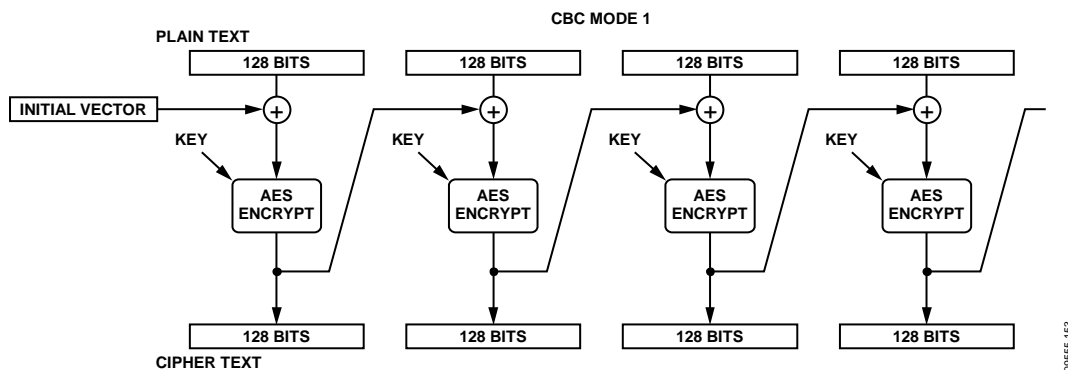 CBC MODE 1
PLAIN TEXT
128 BITS 128 BITS 128 BITS 128 BITS
INITIAL VECTOR + + + +
KEY KEY KEY KEY
AES AES AES AES
ENCRYPT ENCRYPT ENCRYPT ENCRYPT
128 BITS 128 BITS 128 BITS 128 BITS
CIPHER TEXT